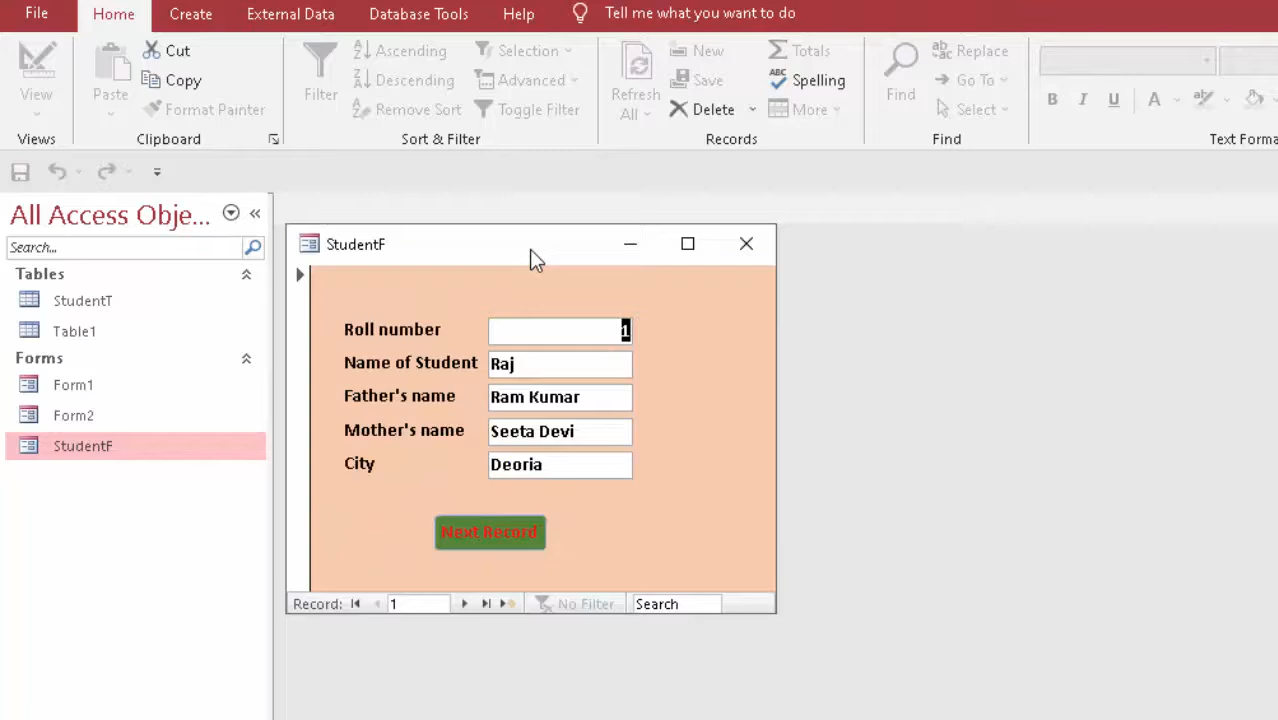 File Home Create External Data Database Tools Help Tell me what you want to do
View
Views
Paste
Cut
Copy
Format Painter
Clipboard
Filter
Ascending
Descending
Remove Sort
Selection
Advanced
Toggle Filter
Sort & Filter
Refresh
All
New
Save
Delete
Totals
Spelling
More
Records
Find
Replace
Go To
Select
Find
B I U A
Text Forma
All Access Obje...
Search...
Tables
StudentT
Table1
Forms
Form1
Form2
StudentF
StudentF
Roll number 1
Name of Student Raj
Father's name Ram Kumar
Mother's name Seeta Devi
City Deoria
Next Record
Record: 1 No Filter Search